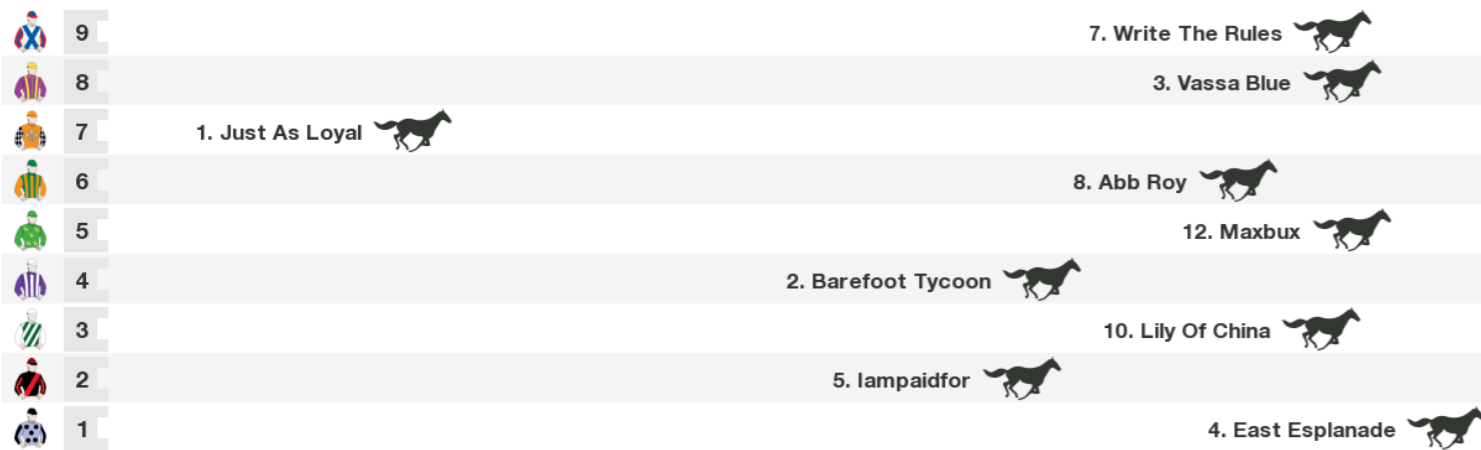 9 7. Write The Rules
8 3. Vassa Blue
7 1. Just As Loyal
6 8. Abb Roy
5 12. Maxbux
4 2. Barefoot Tycoon
3 10. Lily Of China
2 5. Iampaidfor
1 4. East Esplanade